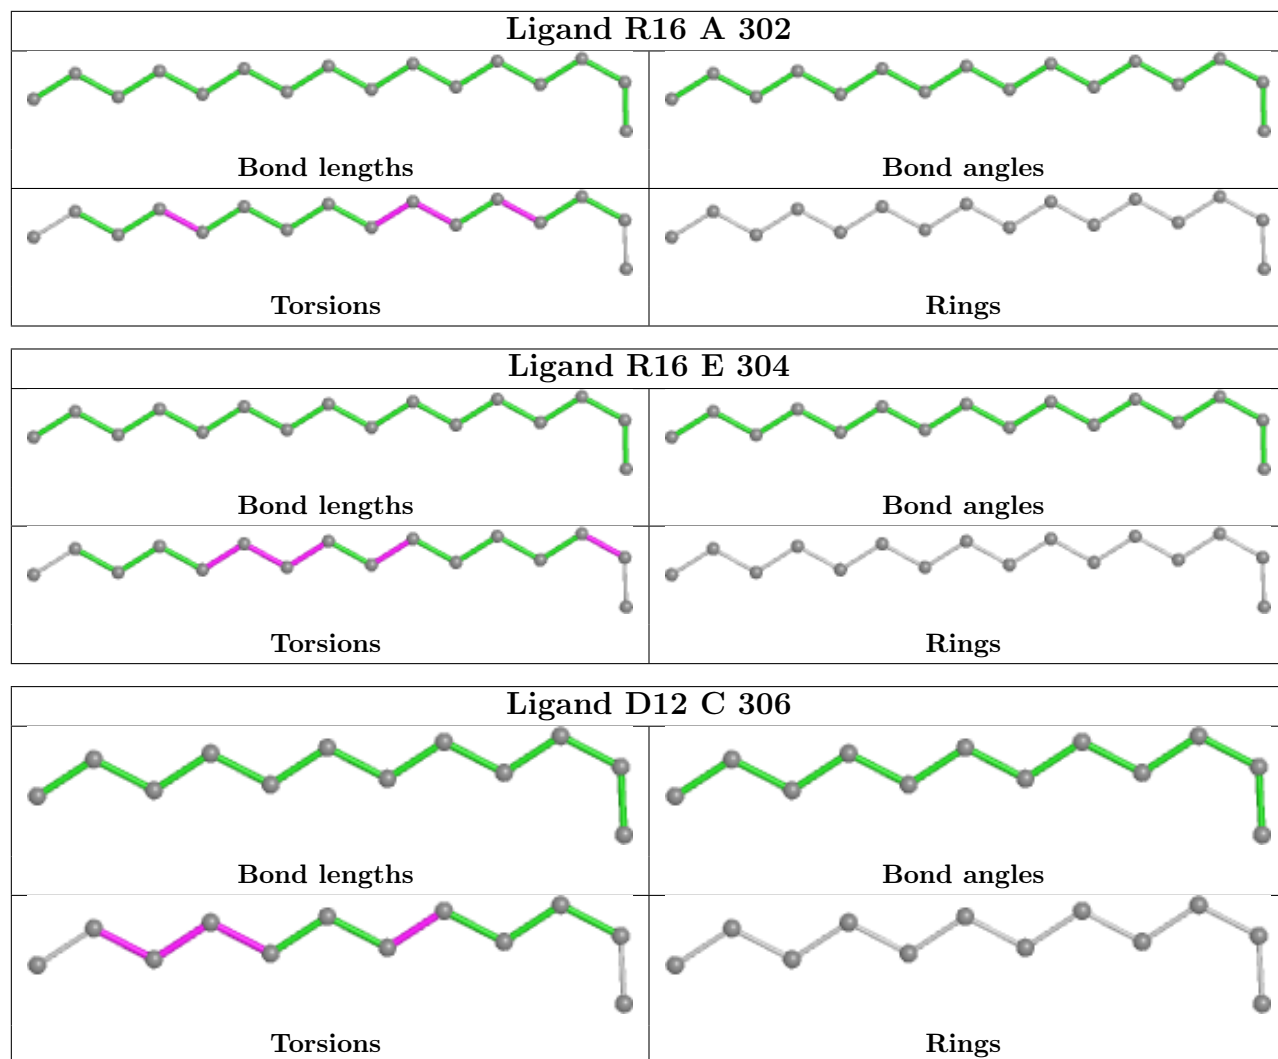 Ligand R16 A 302
Bond lengths
Bond angles
Torsions
Rings
Ligand R16 E 304
Bond lengths
Bond angles
Torsions
Rings
Ligand D12 C 306
Bond lengths
Bond angles
Torsions
Rings